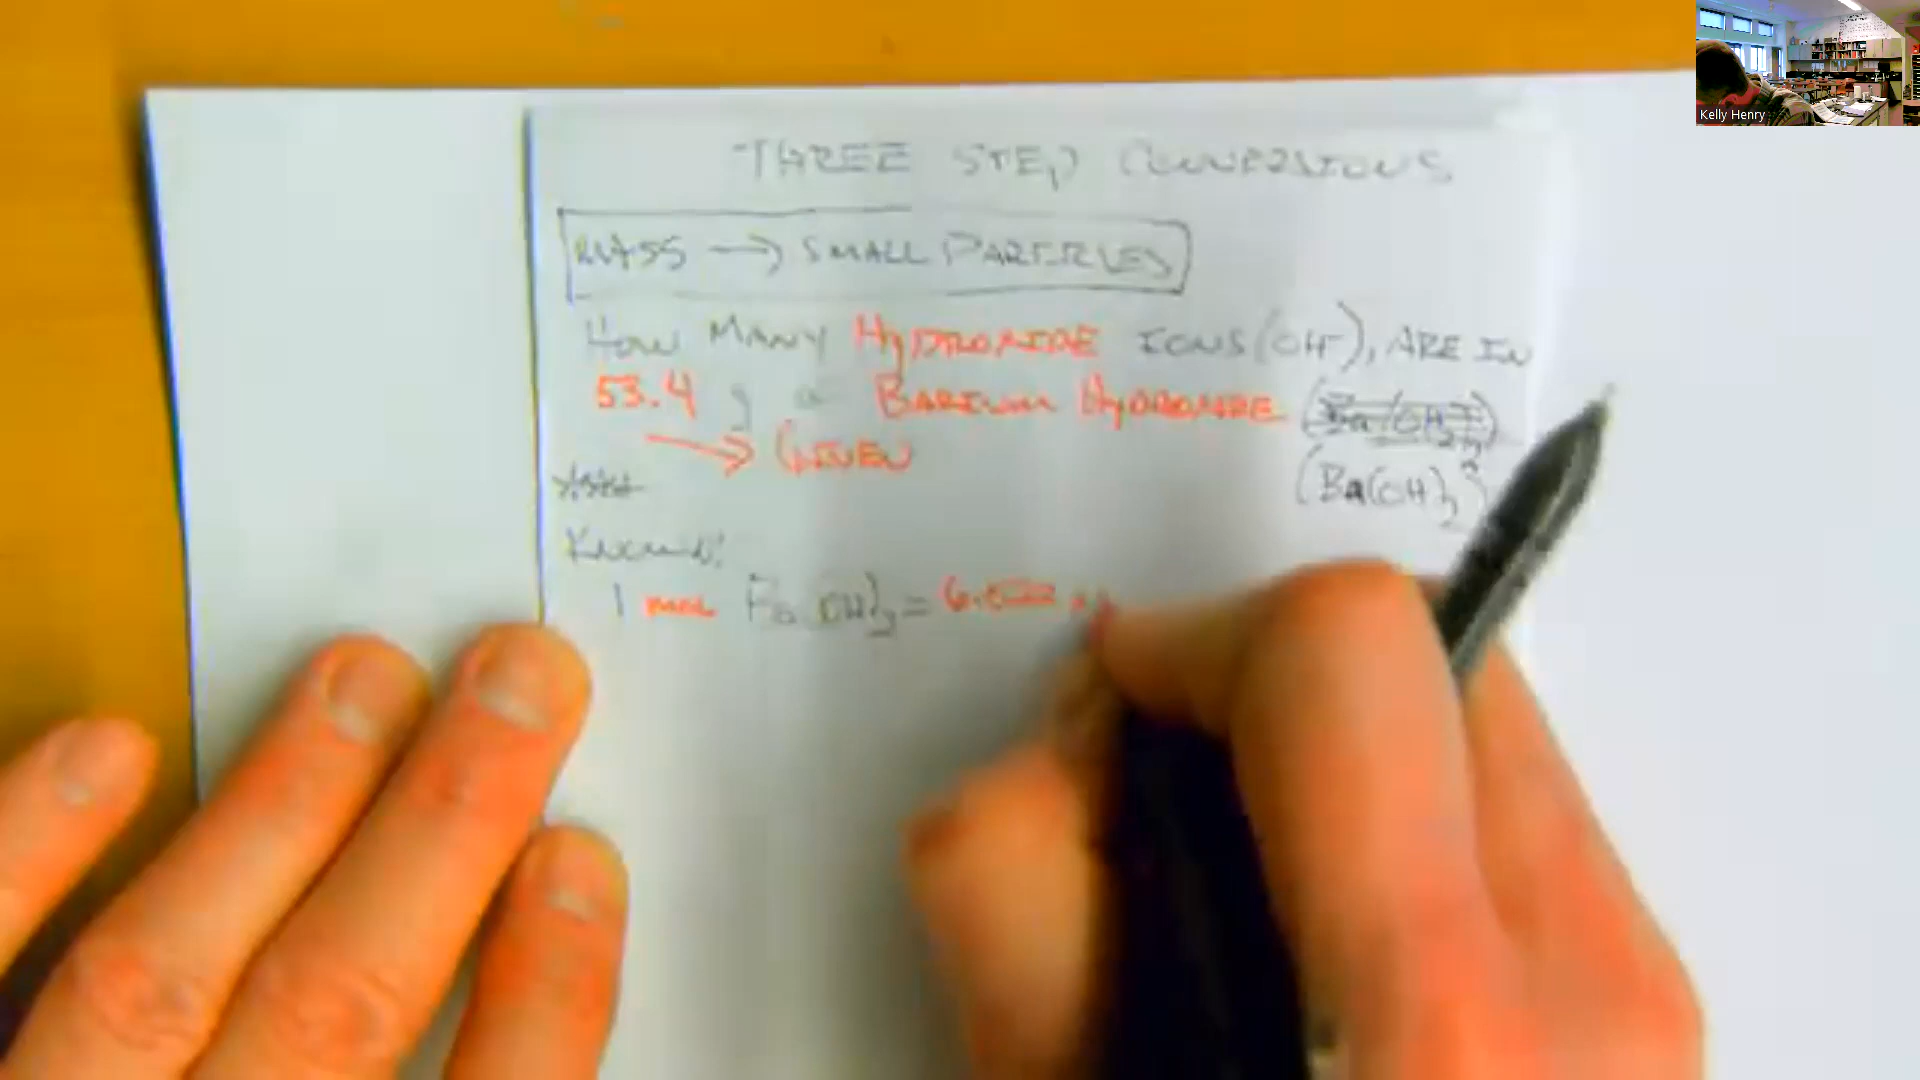 THREE STEP CONVERSIONS
MASS → SMALL PARTICLES
HOW MANY HYDROXIDE IONS (OH⁻), ARE IN
53.4 g of BARIUM HYDROXIDE
→ GIVEN
(Ba(OH)₂)
KNOWN:
1 mol Ba(OH)₂ = 6.022 x
Kelly Henry